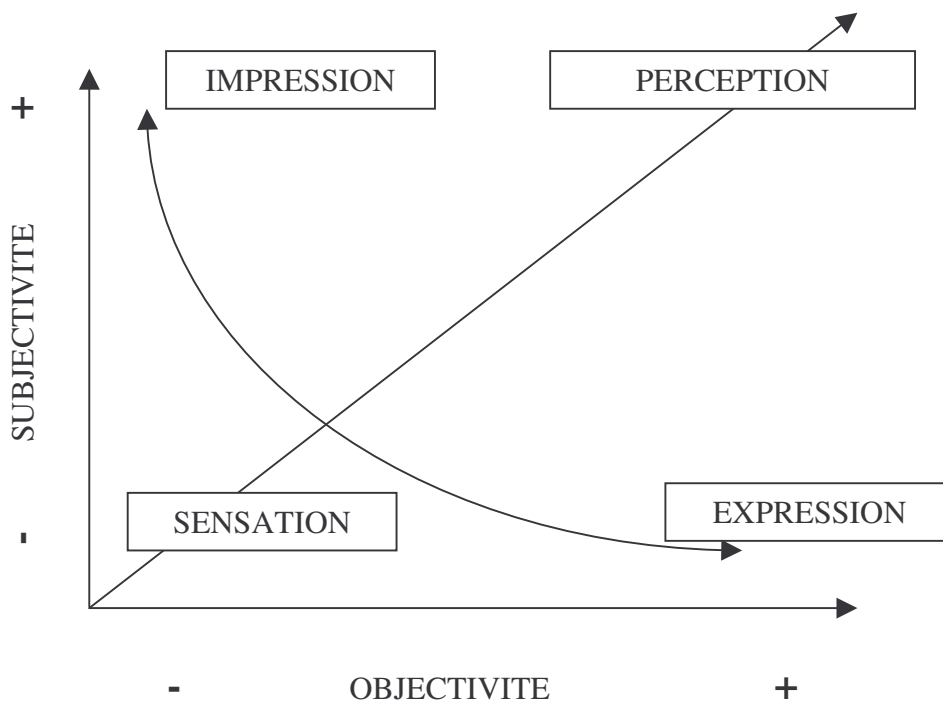 IMPRESSION
PERCEPTION
+
SUBJECTIVITE
-
SENSATION
EXPRESSION
-
OBJECTIVITE
+